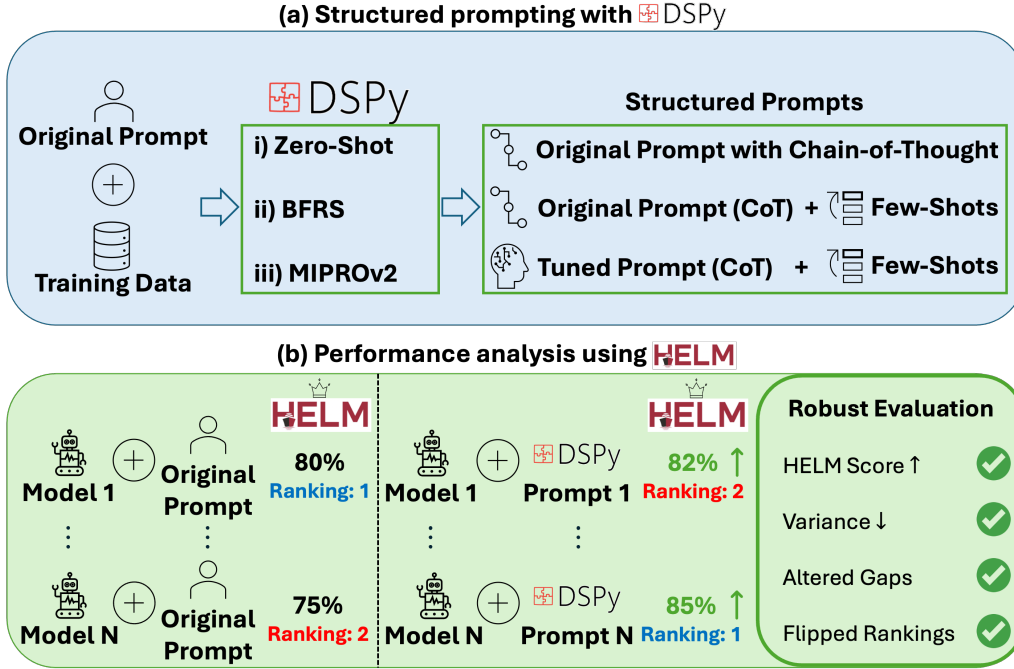 (a) Structured prompting with DSPy
DSPy
Structured Prompts
Original Prompt
Training Data
i) Zero-Shot
ii) BFRS
iii) MIPROv2
Original Prompt with Chain-of-Thought
Original Prompt (CoT) + Few-Shots
Tuned Prompt (CoT) + Few-Shots
(b) Performance analysis using HELM
HELM
Model 1
Original
Prompt
80%
Ranking: 1
Model N
Original
Prompt
75%
Ranking: 2
HELM
Model 1
DSPy
Prompt 1
82% ↑
Ranking: 2
Model N
DSPy
Prompt N
85% ↑
Ranking: 1
Robust Evaluation
HELM Score ↑
Variance ↓
Altered Gaps
Flipped Rankings